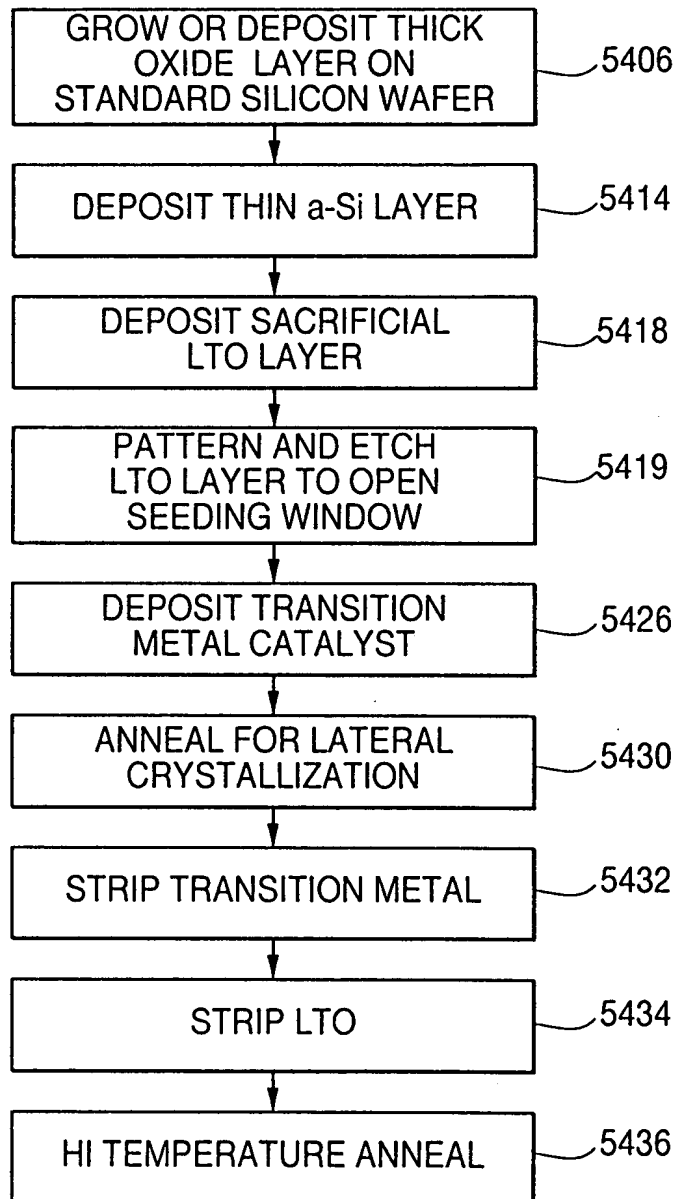 GROW OR DEPOSIT THICK
OXIDE LAYER ON
STANDARD SILICON WAFER
5406
DEPOSIT THIN a-Si LAYER
5414
DEPOSIT SACRIFICIAL
LTO LAYER
5418
PATTERN AND ETCH
LTO LAYER TO OPEN
SEEDING WINDOW
5419
DEPOSIT TRANSITION
METAL CATALYST
5426
ANNEAL FOR LATERAL
CRYSTALLIZATION
5430
STRIP TRANSITION METAL
5432
STRIP LTO
5434
HI TEMPERATURE ANNEAL
5436